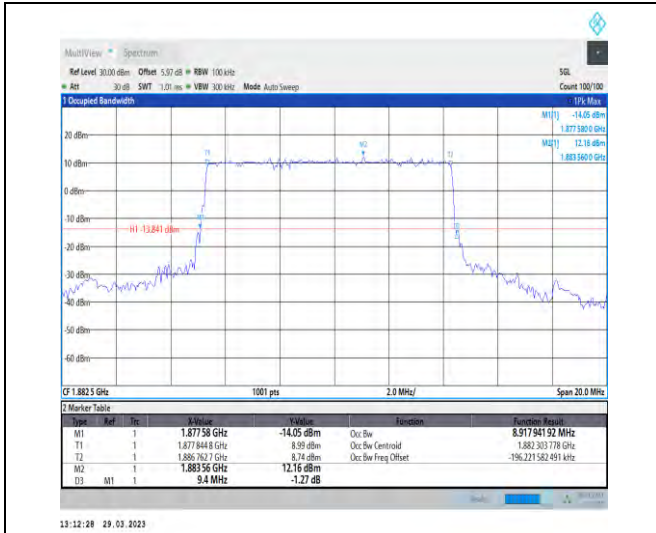 MultiView Spectrum
Ref Level 30.00 dBm Offset 5.97 dB RBW 100 kHz SGL
Att 30 dB SWT 1.01 ms VBW 300 kHz Mode Auto Sweep Count 100/100
1 Occupied Bandwidth 1Pk Max
M1[1] -14.05 dBm
1.877 580 0 GHz
M2[1] 12.16 dBm
1.883 560 0 GHz
20 dBm
T1 M2 T2
10 dBm
0 dBm
-10 dBm
M1
H1 -13.841 dBm
D3
-20 dBm
-30 dBm
-40 dBm
-50 dBm
-60 dBm
CF 1.882 5 GHz 1001 pts 2.0 MHz/ Span 20.0 MHz
2 Marker Table
Type Ref Trc X-Value Y-Value Function Function Result
M1 1 1.877 58 GHz -14.05 dBm Occ Bw 8.917 941 92 MHz
T1 1 1.877 844 8 GHz 8.99 dBm Occ Bw Centroid 1.882 303 778 GHz
T2 1 1.886 762 7 GHz 8.74 dBm Occ Bw Freq Offset -196.221 582 491 kHz
M2 1 1.883 56 GHz 12.16 dBm
D3 M1 1 9.4 MHz -1.27 dB
13:12:28 29.03.2023